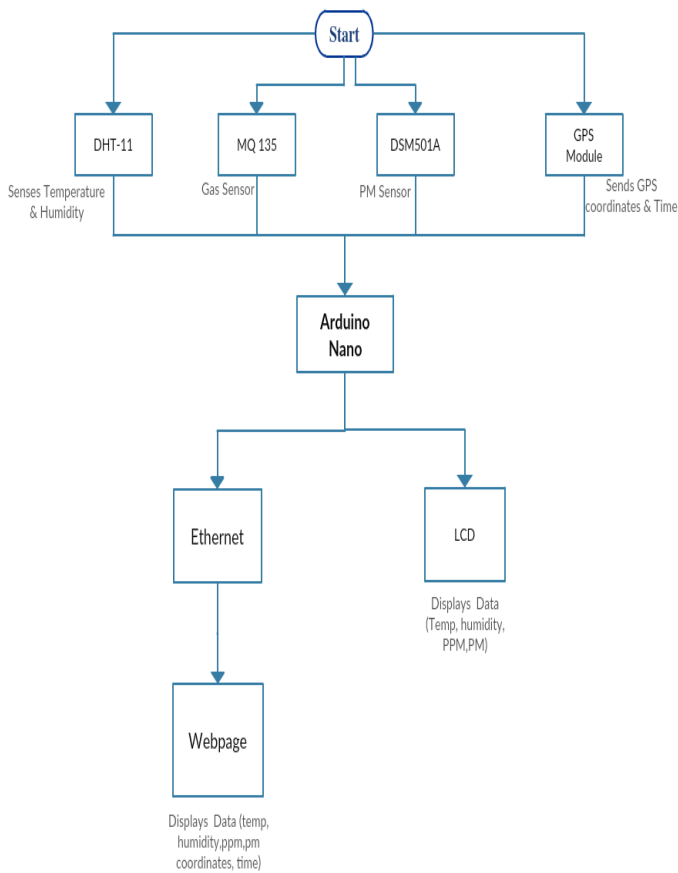 Start
DHT-11
MQ 135
DSM501A
GPS
Module
Senses Temperature
& Humidity
Gas Sensor
PM Sensor
Sends GPS
coordinates & Time
Arduino
Nano
Ethernet
LCD
Displays Data
(Temp, humidity,
PPM,PM)
Webpage
Displays Data (temp,
humidity,ppm,pm
coordinates, time)